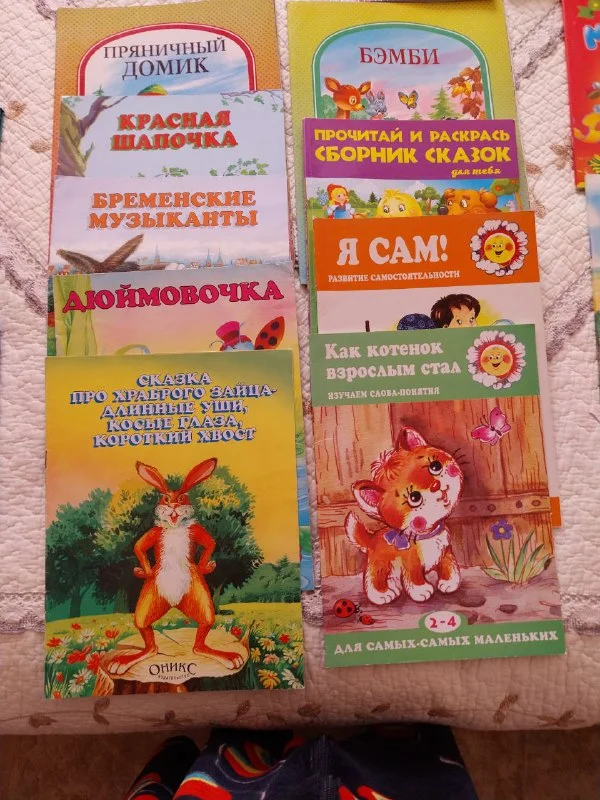 ПРЯНИЧНЫЙ
ДОМИК
КРАСНАЯ
ШАПОЧКА
БРЕМЕНСКИЕ
МУЗЫКАНТЫ
ДЮЙМОВОЧКА
СКАЗКА
ПРО ХРАБРОГО ЗАЙЦА-
ДЛИННЫЕ УШИ,
КОСЫЕ ГЛАЗА,
КОРОТКИЙ ХВОСТ
ОНИКС
БЭМБИ
ПРОЧИТАЙ И РАСКРАСЬ
СБОРНИК СКАЗОК
для тебя
Я САМ!
РАЗВИТИЕ САМОСТОЯТЕЛЬНОСТИ
Как котенок
взрослым стал
ИЗУЧАЕМ СЛОВА-ПОНЯТИЯ
2-4
ДЛЯ САМЫХ-САМЫХ МАЛЕНЬКИХ